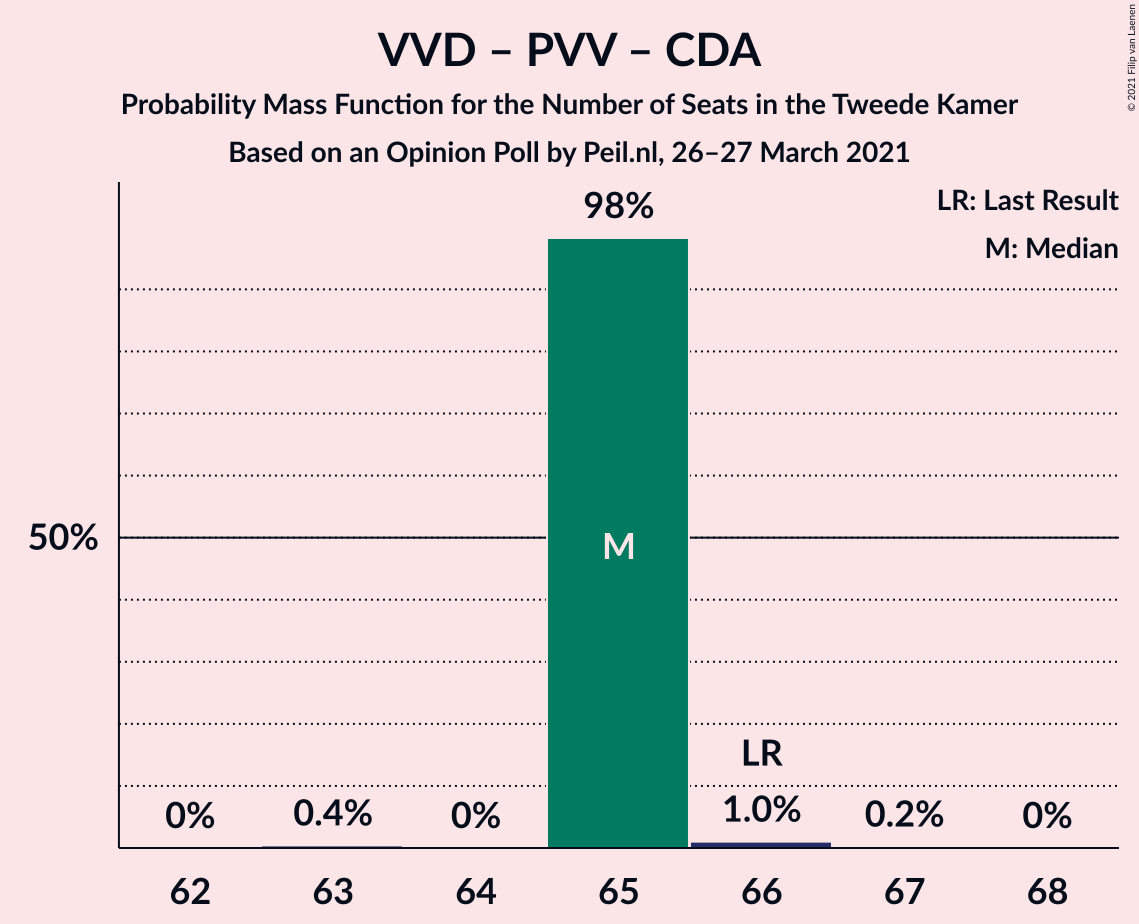 VVD – PVV – CDA
Probability Mass Function for the Number of Seats in the Tweede Kamer
Based on an Opinion Poll by Peil.nl, 26–27 March 2021
© 2021 Filip van Laenen
LR: Last Result
M: Median
98%
50%
M
LR
0%
0.4%
0%
1.0%
0.2%
0%
62
63
64
65
66
67
68